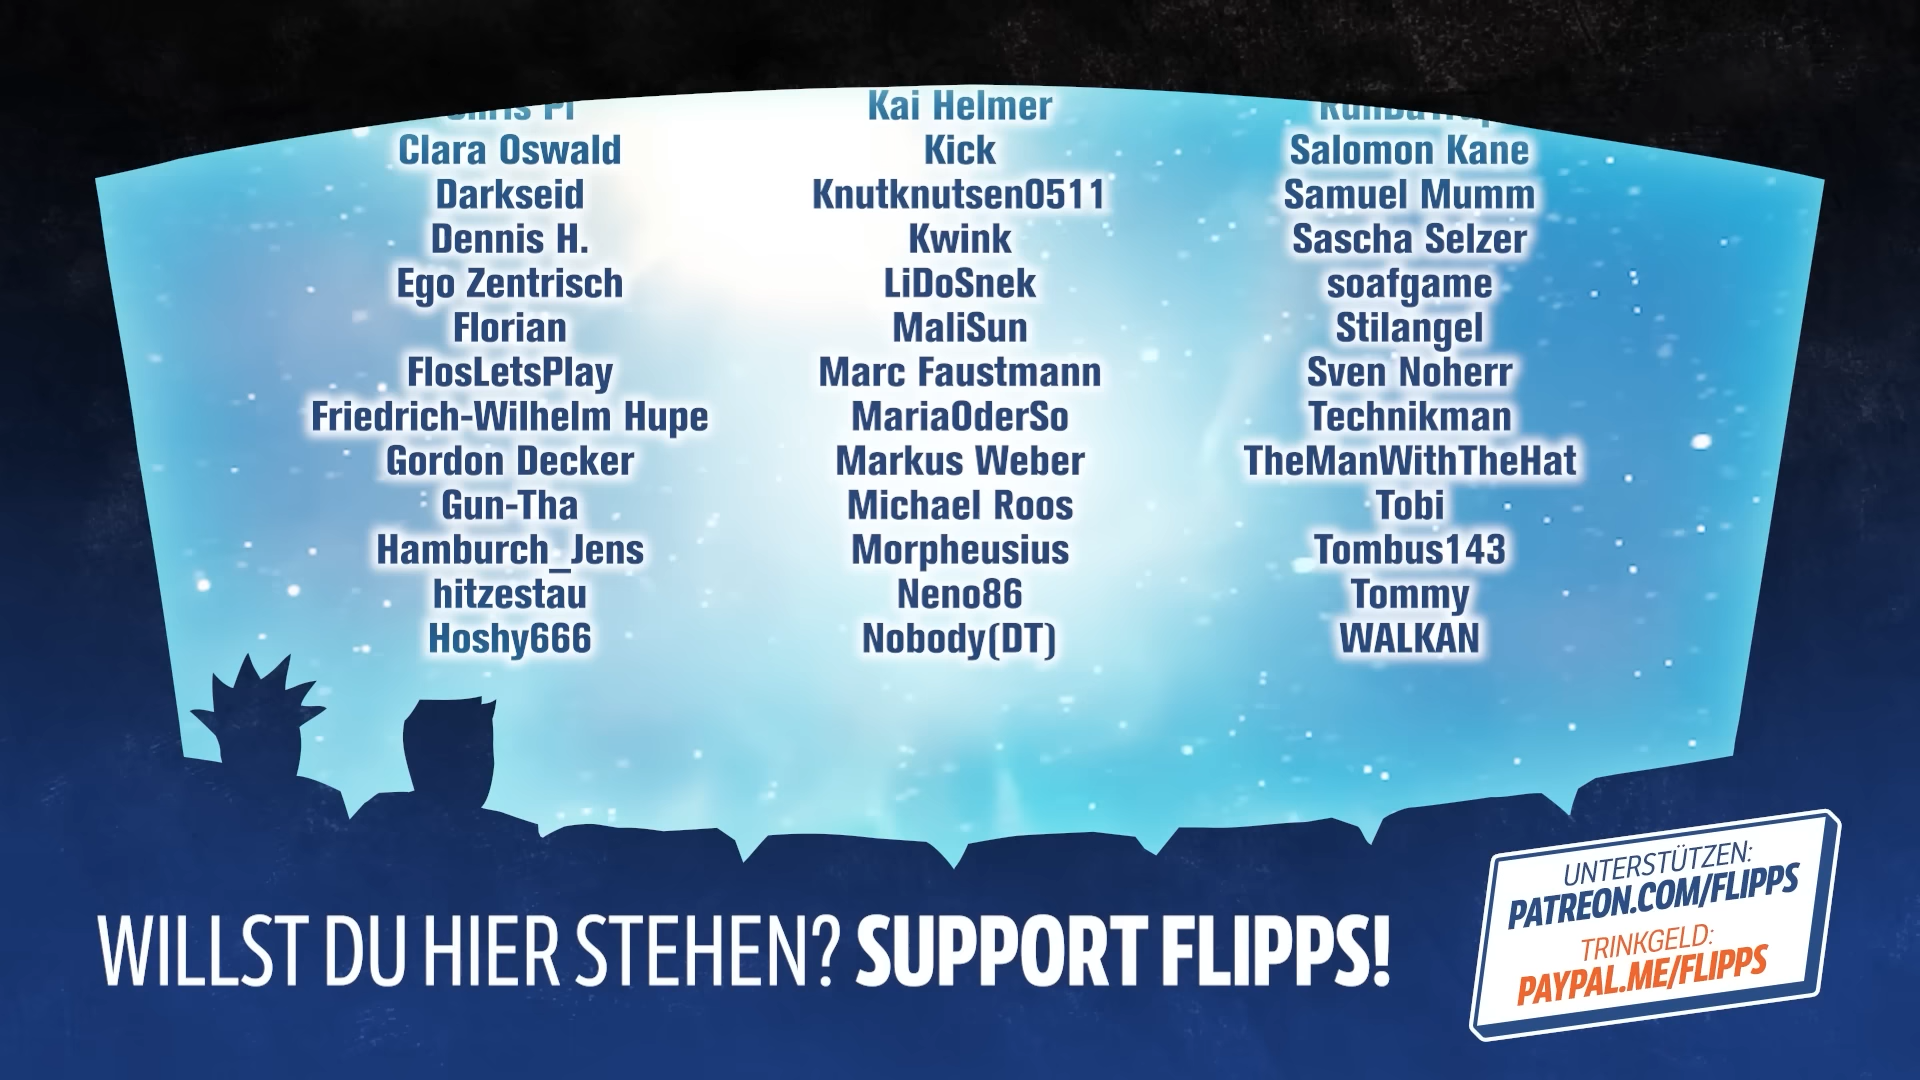 Kai Helmer
Clara Oswald
Darkseid
Dennis H.
Ego Zentrisch
Florian
FlosLetsPlay
Friedrich-Wilhelm Hupe
Gordon Decker
Gun-Tha
Hamburch_Jens
hitzestau
Hoshy666
Kick
Knutknutsen0511
Kwink
LiDoSnek
MaliSun
Marc Faustmann
MariaOderSo
Markus Weber
Michael Roos
Morpheusius
Neno86
Nobody(DT)
Salomon Kane
Samuel Mumm
Sascha Selzer
soafgame
Stilangel
Sven Noherr
Technikman
TheManWithTheHat
Tobi
Tombus143
Tommy
WALKAN
WILLST DU HIER STEHEN? SUPPORT FLIPPS!
UNTERSTÜTZEN:
PATREON.COM/FLIPPS
TRINKGELD:
PAYPAL.ME/FLIPPS